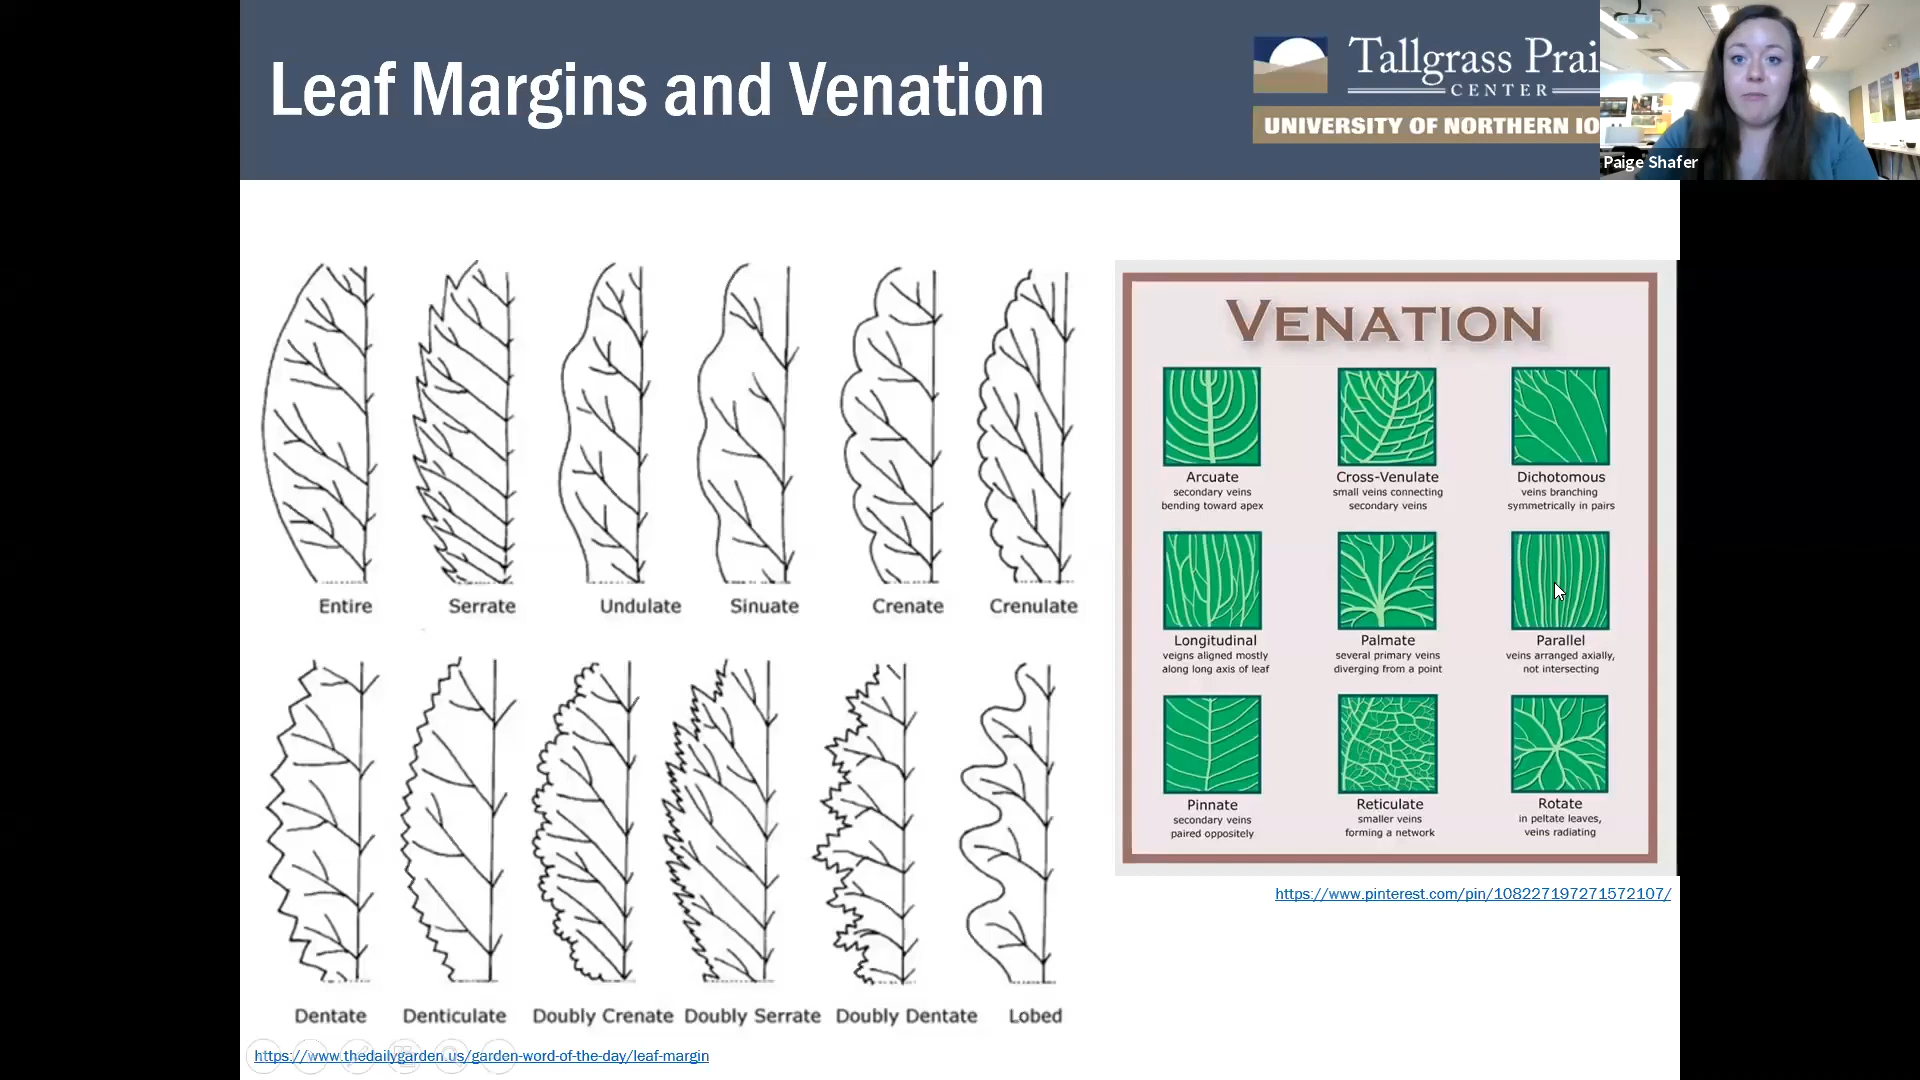 Leaf Margins and Venation
Tallgrass Prai
CENTER
UNIVERSITY OF NORTHERN IO
Paige Shafer
Entire Serrate Undulate Sinuate Crenate Crenulate
Dentate Denticulate Doubly Crenate Doubly Serrate Doubly Dentate Lobed
https://www.thedailygarden.us/garden-word-of-the-day/leaf-margin
VENATION
Arcuate
secondary veins
bending toward apex
Cross-Venulate
small veins connecting
secondary veins
Dichotomous
veins branching
symmetrically in pairs
Longitudinal
veigns aligned mostly
along long axis of leaf
Palmate
several primary veins
diverging from a point
Parallel
veins arranged axially,
not intersecting
Pinnate
secondary veins
paired oppositely
Reticulate
smaller veins
forming a network
Rotate
in peltate leaves,
veins radiating
https://www.pinterest.com/pin/108227197271572107/